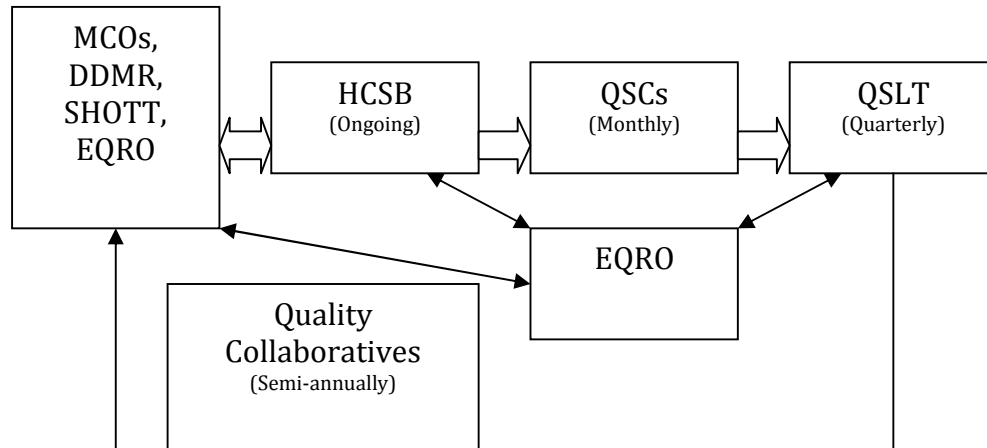 MCOs,
DDMR,
SHOTT,
EQRO
HCSB
(Ongoing)
QSCs
(Monthly)
QSLT
(Quarterly)
EQRO
Quality
Collaboratives
(Semi-annually)